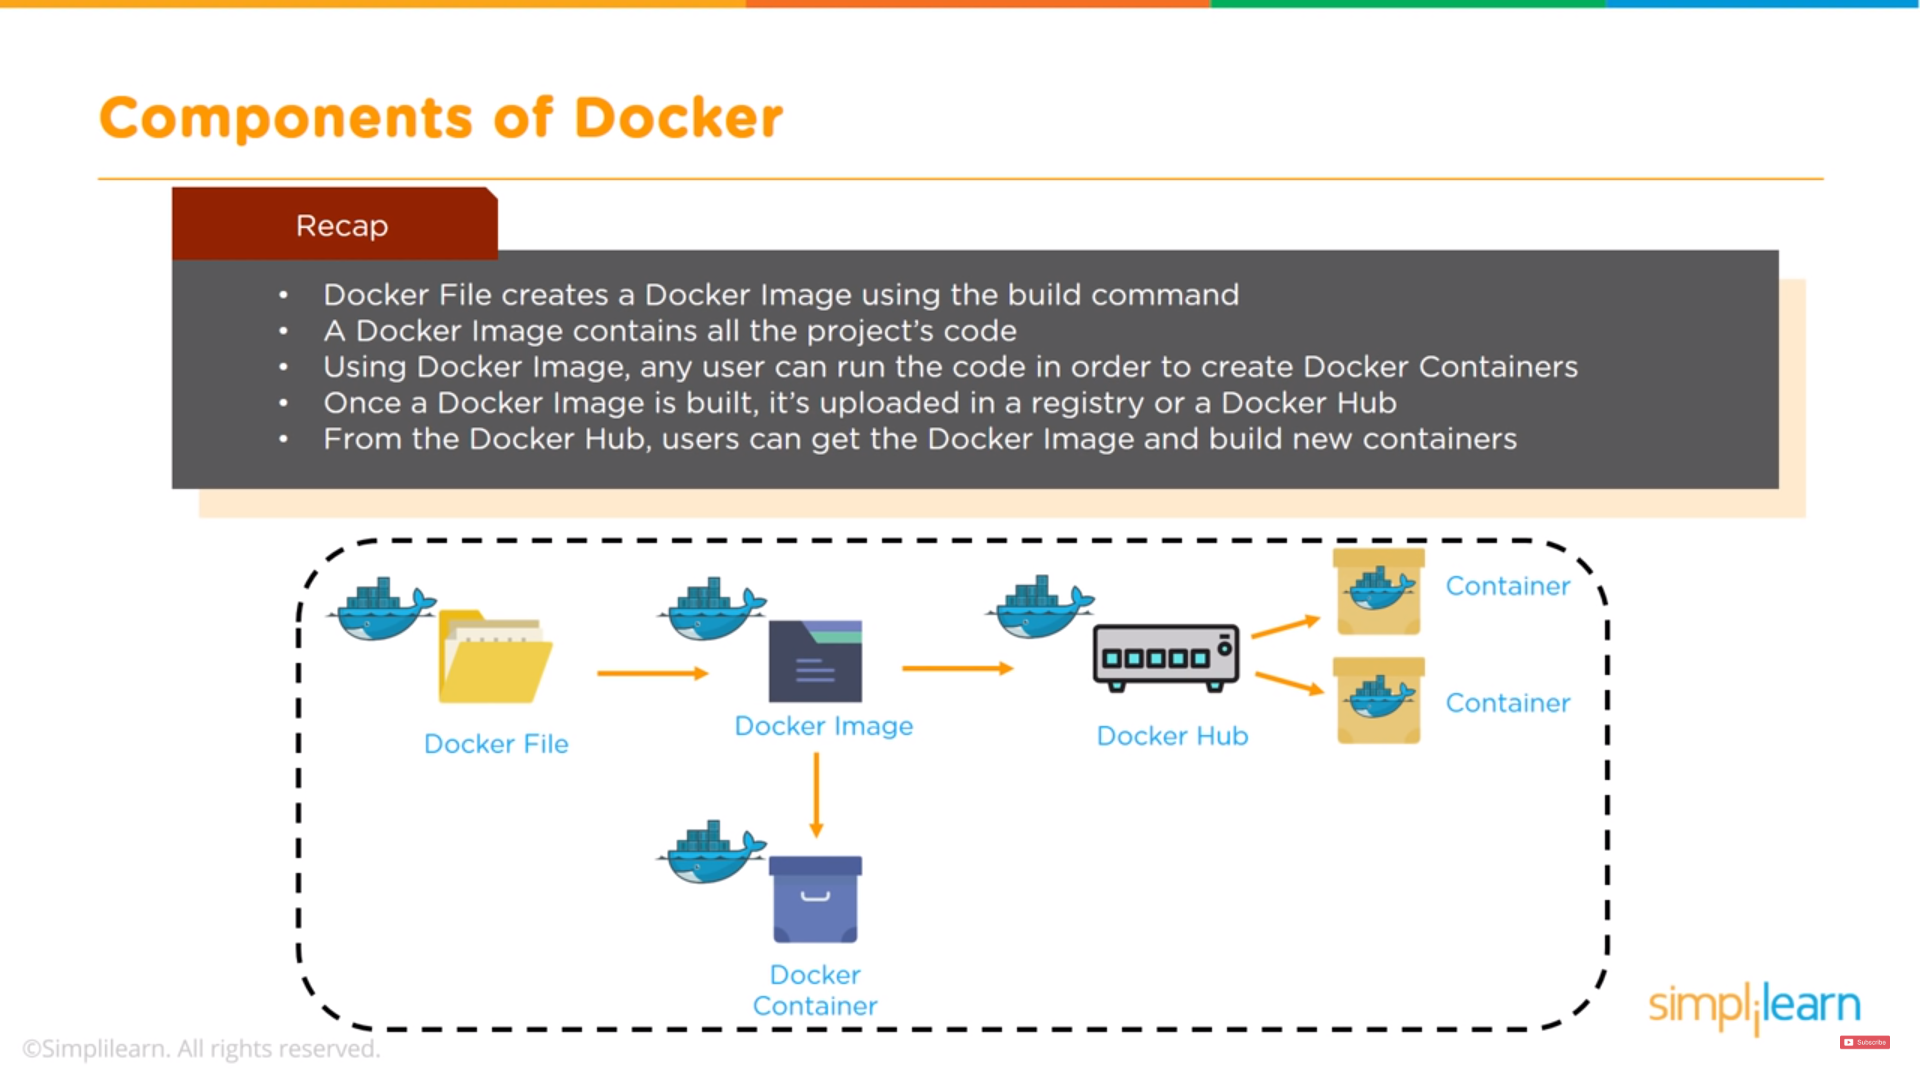 Components of Docker
Recap
• Docker File creates a Docker Image using the build command
• A Docker Image contains all the project's code
• Using Docker Image, any user can run the code in order to create Docker Containers
• Once a Docker Image is built, it's uploaded in a registry or a Docker Hub
• From the Docker Hub, users can get the Docker Image and build new containers
Container
Container
Docker File
Docker Image
Docker Hub
Docker
Container
simplilearn
©Simplilearn. All rights reserved.
Subscribe